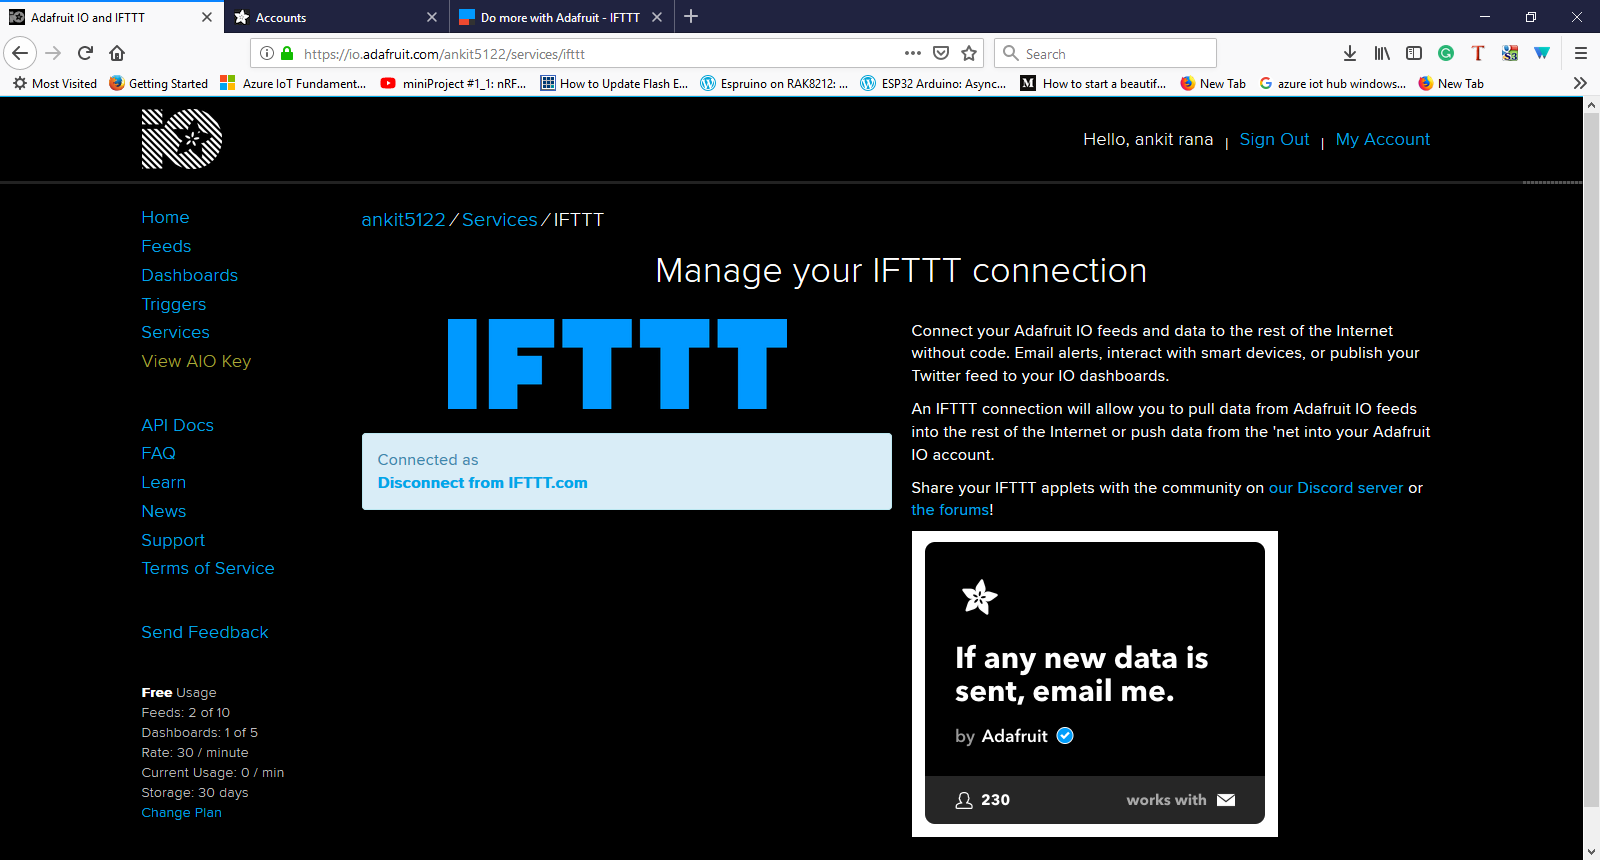 Adafruit IO and IFTTT
Accounts
Do more with Adafruit - IFTTT
https://io.adafruit.com/ankit5122/services/ifttt
Search
Most Visited
Getting Started
Azure IoT Fundament...
miniProject #1_1: nRF...
How to Update Flash E...
Espruino on RAK8212: ...
ESP32 Arduino: Async...
How to start a beautif...
New Tab
azure iot hub windows...
New Tab
Hello, ankit rana | Sign Out | My Account
Home
Feeds
Dashboards
Triggers
Services
View AIO Key
API Docs
FAQ
Learn
News
Support
Terms of Service
Send Feedback
Free Usage
Feeds: 2 of 10
Dashboards: 1 of 5
Rate: 30 / minute
Current Usage: 0 / min
Storage: 30 days
Change Plan
ankit5122 / Services / IFTTT
Manage your IFTTT connection
IFTTT
Connected as
Disconnect from IFTTT.com
Connect your Adafruit IO feeds and data to the rest of the Internet
without code. Email alerts, interact with smart devices, or publish your
Twitter feed to your IO dashboards.
An IFTTT connection will allow you to pull data from Adafruit IO feeds
into the rest of the Internet or push data from the 'net into your Adafruit
IO account.
Share your IFTTT applets with the community on our Discord server or
the forums!
If any new data is
sent, email me.
by Adafruit
230
works with